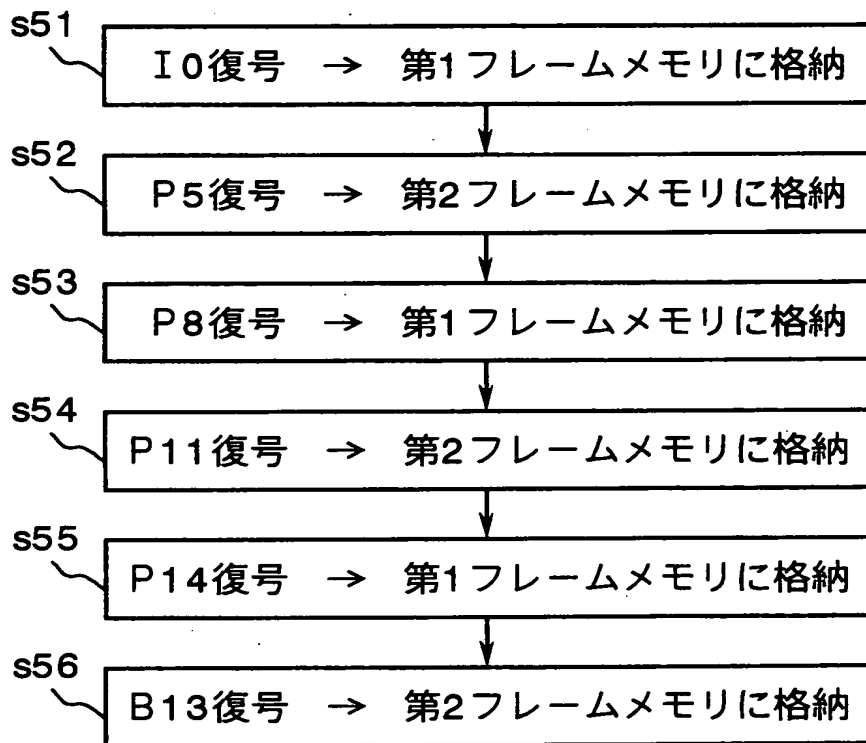 s51
I0復号 → 第1フレームメモリに格納
s52
P5復号 → 第2フレームメモリに格納
s53
P8復号 → 第1フレームメモリに格納
s54
P11復号 → 第2フレームメモリに格納
s55
P14復号 → 第1フレームメモリに格納
s56
B13復号 → 第2フレームメモリに格納